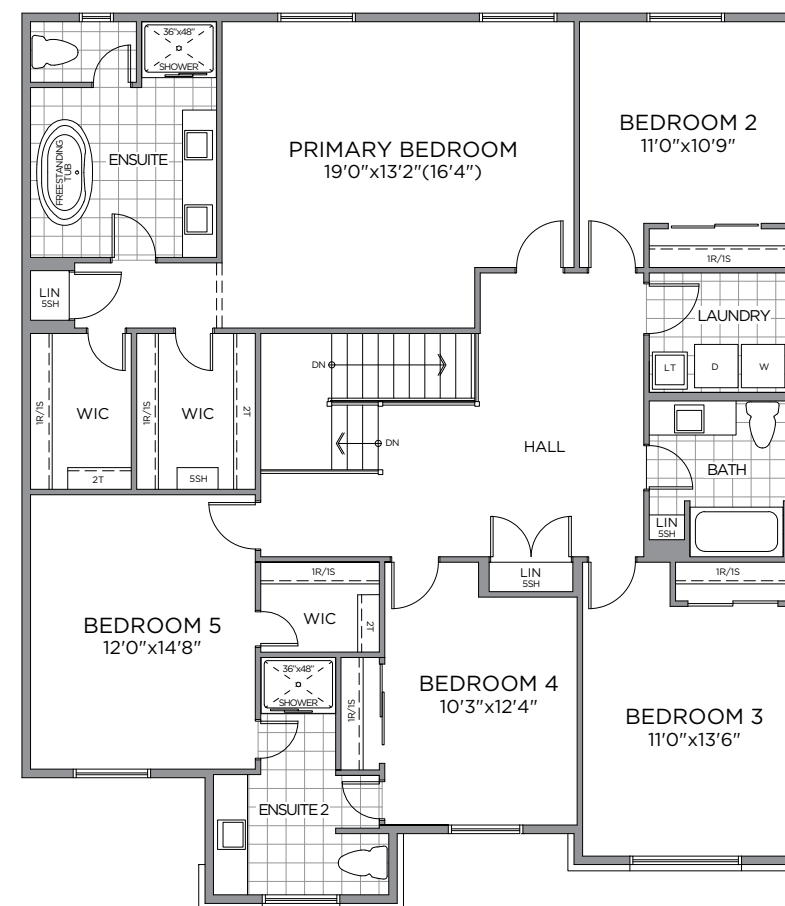 36"x48"
SHOWER
FREESTANDING
TUB
ENSUITE
PRIMARY BEDROOM
19'0"x13'2"(16'4")
BEDROOM 2
11'0"x10'9"
1R/1S
LIN
5SH
LAUNDRY
LT
D
W
1R/1S
WIC
2T
1R/1S
WIC
5SH
2T
DN
DN
HALL
BATH
LIN
5SH
LIN
5SH
1R/1S
WIC
2T
1R/1S
BEDROOM 5
12'0"x14'8"
36"x48"
SHOWER
1R/1S
BEDROOM 4
10'3"x12'4"
BEDROOM 3
11'0"x13'6"
ENSUITE 2